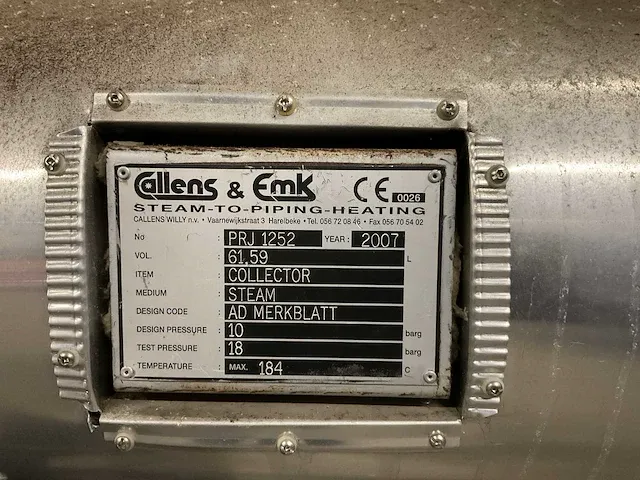 Callens & Emk CE 0026
STEAM-TO-PIPING-HEATING
CALLENS WILLY n.v. • Vaarnewijkstraat 3 Harelbeke • Tel. 056 72 08 46 • Fax 056 70 54 02
No : PRJ 1252 YEAR : 2007
VOL. : 61,59 L
ITEM : COLLECTOR
MEDIUM : STEAM
DESIGN CODE : AD MERKBLATT
DESIGN PRESSURE : 10 barg
TEST PRESSURE : 18 barg
TEMPERATURE : MAX. 184 C